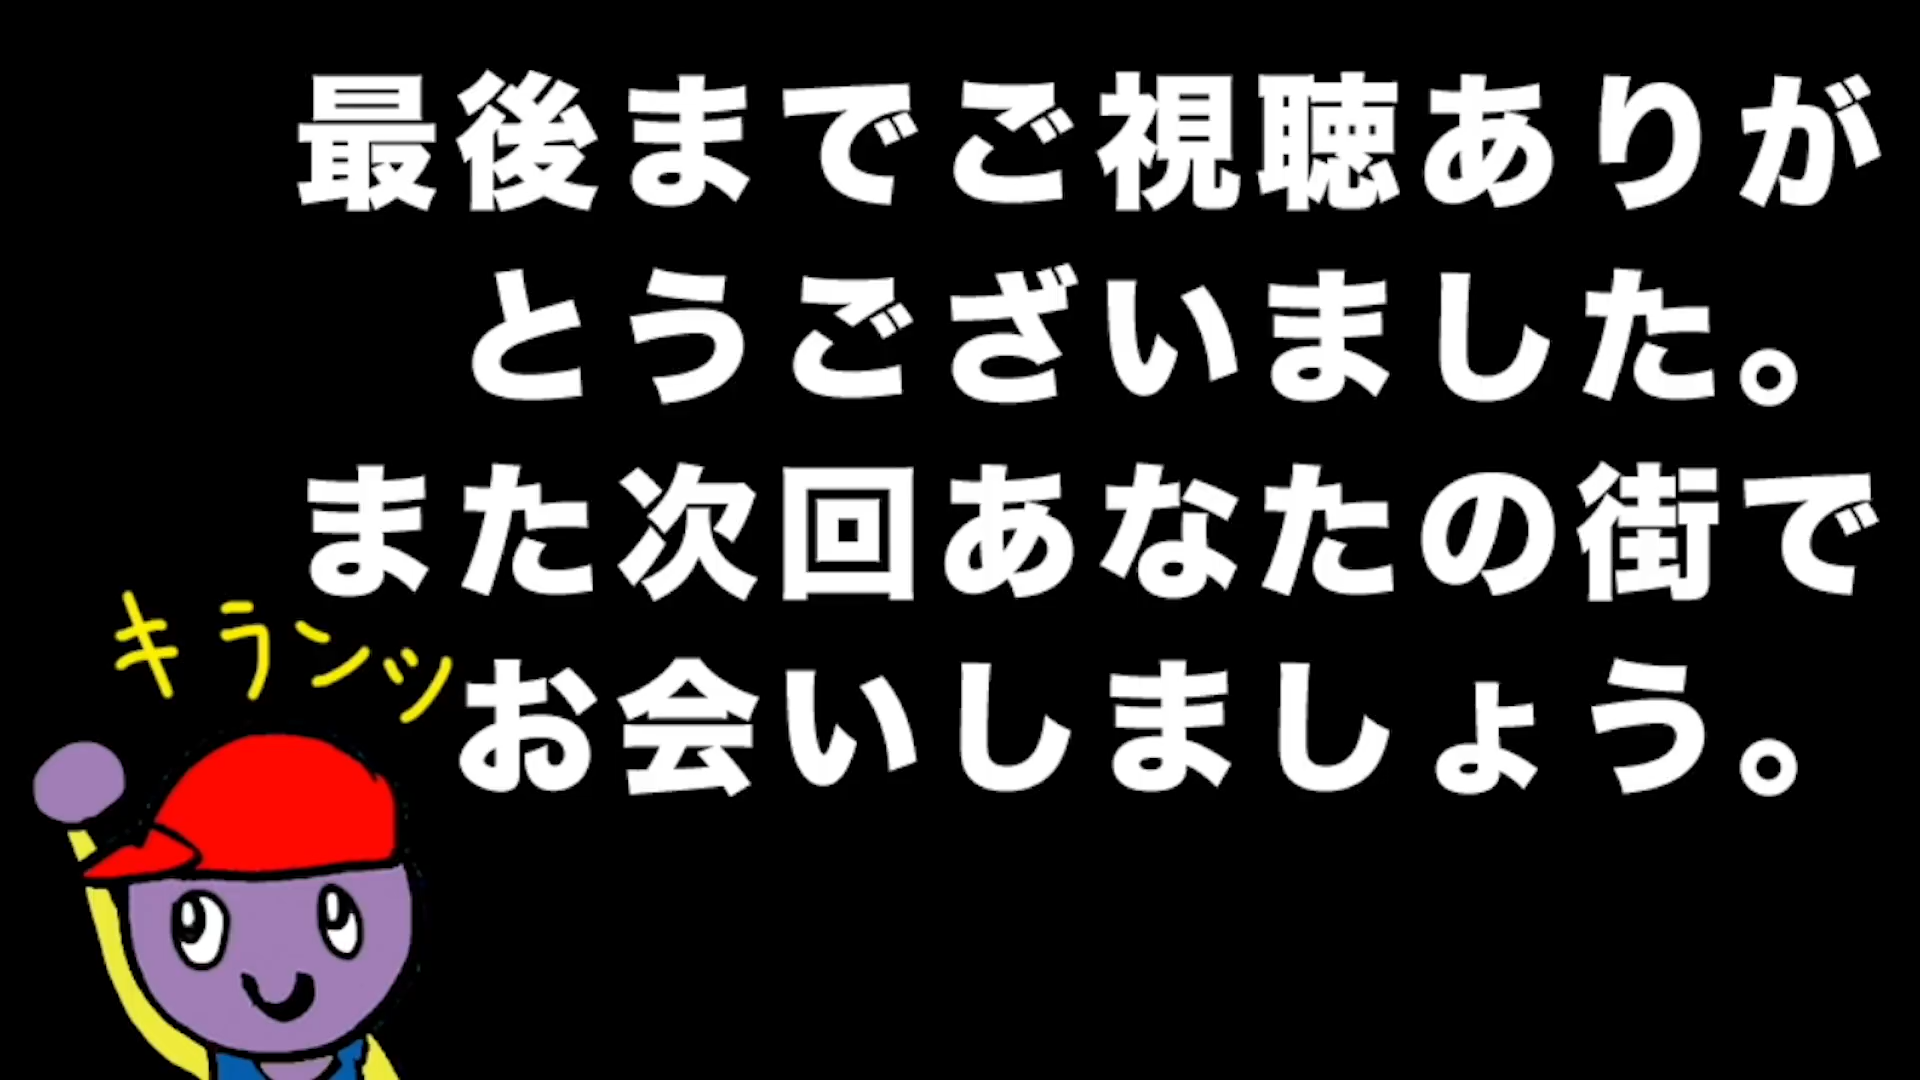 最後までご視聴ありが
とうございました。
また次回あなたの街で
お会いしましょう。
キランッ